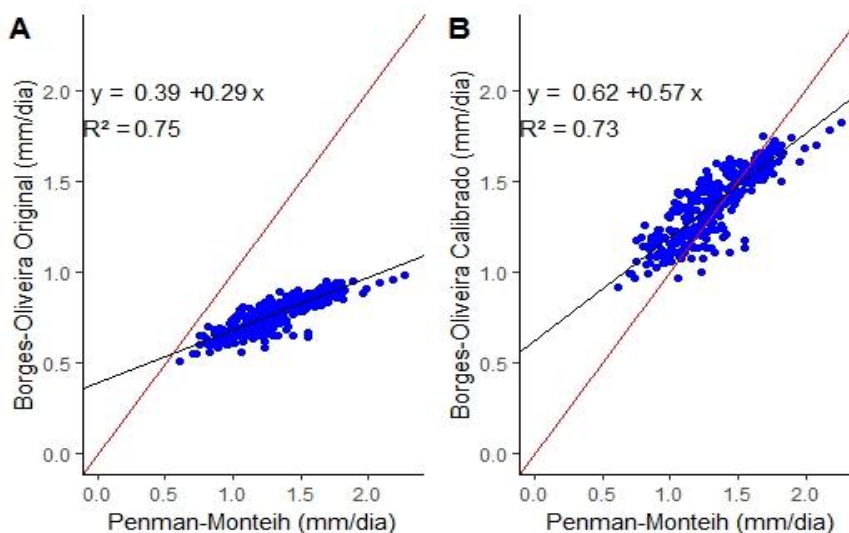 A
Borges-Oliveira Original (mm/dia)
y = 0.39 +0.29 x
R² = 0.75
2.0
1.5
1.0
0.5
0.0
0.0 0.5 1.0 1.5 2.0
Penman-Monteih (mm/dia)
B
Borges-Oliveira Calibrado (mm/dia)
y = 0.62 +0.57 x
R² = 0.73
2.0
1.5
1.0
0.5
0.0
0.0 0.5 1.0 1.5 2.0
Penman-Monteih (mm/dia)